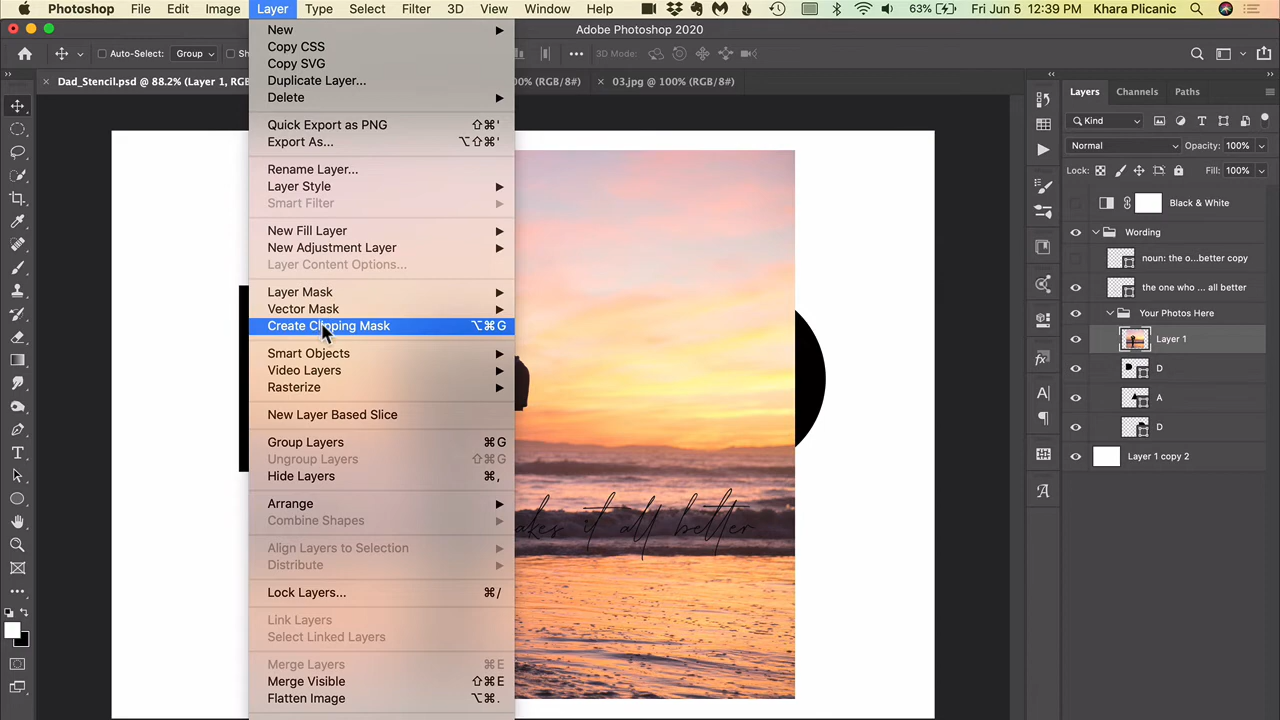 Photoshop File Edit Image Layer Type Select Filter 3D View Window Help 63% Fri Jun 5 12:39 PM Khara Plicanic
Adobe Photoshop 2020
Auto-Select: Group 3D Mode:
× Dad_Stencil.psd @ 88.2% (Layer 1, RGB 00% (RGB/8#) × 03.jpg @ 100% (RGB/8#)
New
Copy CSS
Copy SVG
Duplicate Layer...
Delete
Quick Export as PNG ⇧⌘'
Export As... ⌥⇧⌘'
Rename Layer...
Layer Style
Smart Filter
New Fill Layer
New Adjustment Layer
Layer Content Options...
Layer Mask
Vector Mask
Create Clipping Mask ⌥⌘G
Smart Objects
Video Layers
Rasterize
New Layer Based Slice
Group Layers ⌘G
Ungroup Layers ⇧⌘G
Hide Layers ⌘,
Arrange
Combine Shapes
Align Layers to Selection
Distribute
Lock Layers... ⌘/
Link Layers
Select Linked Layers
Merge Layers ⌘E
Merge Visible ⇧⌘E
Flatten Image ⌥⌘.
akes it all better
Layers Channels Paths
Kind
Normal Opacity: 100%
Lock: Fill: 100%
Black & White
Wording
noun: the o...better copy
the one who ... all better
Your Photos Here
Layer 1
D
A
D
Layer 1 copy 2